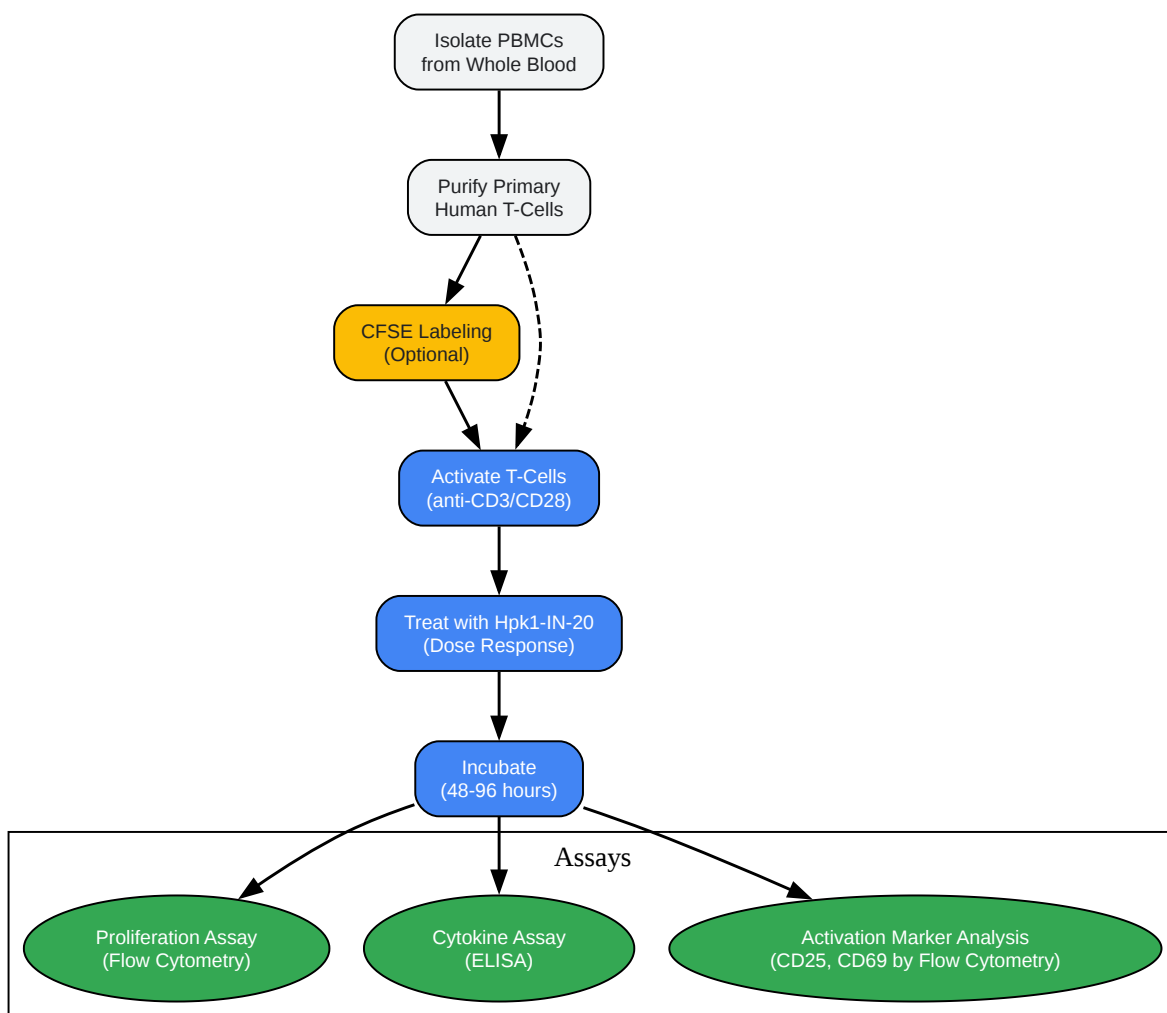 Isolate PBMCs
from Whole Blood
Purify Primary
Human T-Cells
CFSE Labeling
(Optional)
Activate T-Cells
(anti-CD3/CD28)
Treat with Hpk1-IN-20
(Dose Response)
Incubate
(48-96 hours)
Assays
Proliferation Assay
(Flow Cytometry)
Cytokine Assay
(ELISA)
Activation Marker Analysis
(CD25, CD69 by Flow Cytometry)